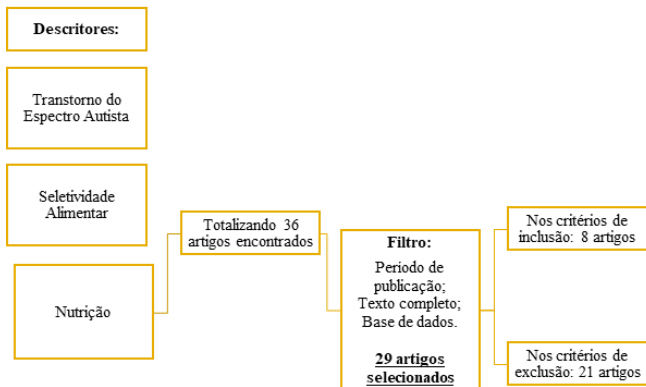 Descritores:
Transtorno do
Espectro Autista
Seletividade
Alimentar
Nutrição
Totalizando 36
artigos encontrados
Filtro:
Período de
publicação;
Texto completo;
Base de dados.
29 artigos
selecionados
Nos critérios de
inclusão: 8 artigos
Nos critérios de
exclusão: 21 artigos